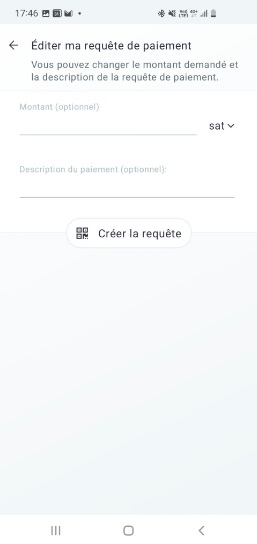 17:46
Éditer ma requête de paiement
Vous pouvez changer le montant demandé et
la description de la requête de paiement.
Montant (optionnel)
sat
Description du paiement (optionnel):
Créer la requête